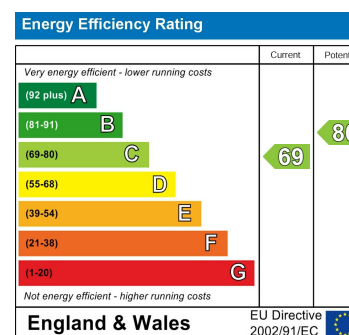 Energy Efficiency Rating
Current
Very energy efficient - lower running costs
(92 plus) A
(81-91) B
(69-80) C
(55-68) D
(39-54) E
(21-38) F
(1-20) G
69
Not energy efficient - higher running costs
England & Wales
EU Directive
2002/91/EC